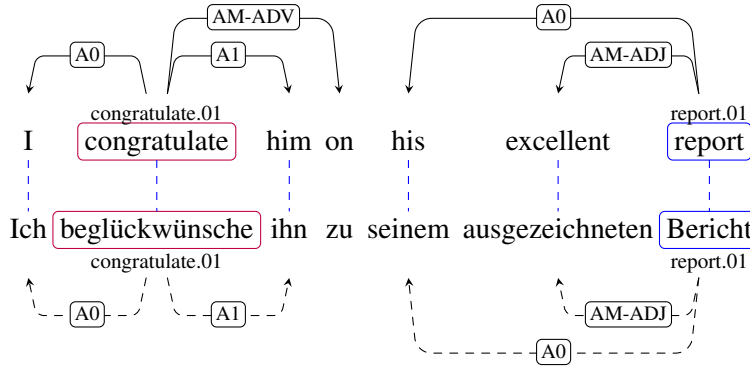 AM-ADV A0
A0 A1 AM-ADJ
congratulate.01 report.01
I congratulate him on his excellent report
Ich beglückwünsche ihn zu seinem ausgezeichneten Bericht
congratulate.01 report.01
A0 A1 AM-ADJ
A0